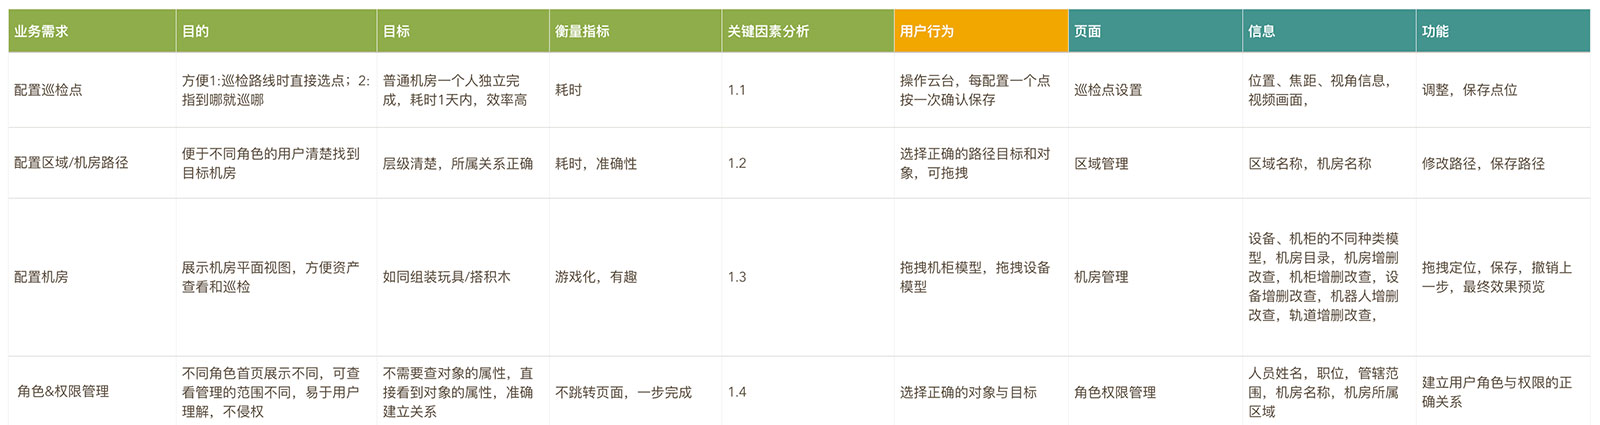 业务需求
目的
目标
衡量指标
关键因素分析
用户行为
页面
信息
功能
配置巡检点
方便1:巡检路线时直接选点；2:
指到哪就巡哪
普通机房一个人独立完
成，耗时1天内，效率高
耗时
1.1
操作云台，每配置一个点
按一次确认保存
巡检点设置
位置、焦距、视角信息，
视频画面，
调整，保存点位
配置区域/机房路径
便于不同角色的用户清楚找到
目标机房
层级清楚，所属关系正确
耗时，准确性
1.2
选择正确的路径目标和对
象，可拖拽
区域管理
区域名称，机房名称
修改路径，保存路径
配置机房
展示机房平面视图，方便资产
查看和巡检
如同组装玩具/搭积木
游戏化，有趣
1.3
拖拽机柜模型，拖拽设备
模型
机房管理
设备、机柜的不同种类模
型，机房目录，机房增删
改查，机柜增删改查，设
备增删改查，机器人增删
改查，轨道增删改查，
拖拽定位，保存，撤销上
一步，最终效果预览
角色&权限管理
不同角色首页展示不同，可查
看管理的范围不同，易于用户
理解，不侵权
不需要查对象的属性，直
接看到对象的属性，准确
建立关系
不跳转页面，一步完成
1.4
选择正确的对象与目标
角色权限管理
人员姓名，职位，管辖范
围，机房名称，机房所属
区域
建立用户角色与权限的正
确关系